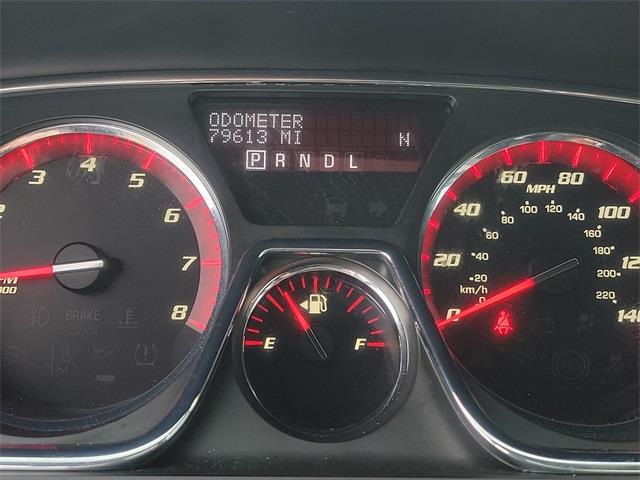 ODOMETER
79613 MI N
P R N D L
2 3 4 5 6 7 8
BRAKE
E F
0 20 40 60 80 100 120 140 160 180 200 220
km/h
0 40 60 80 100 140
MPH